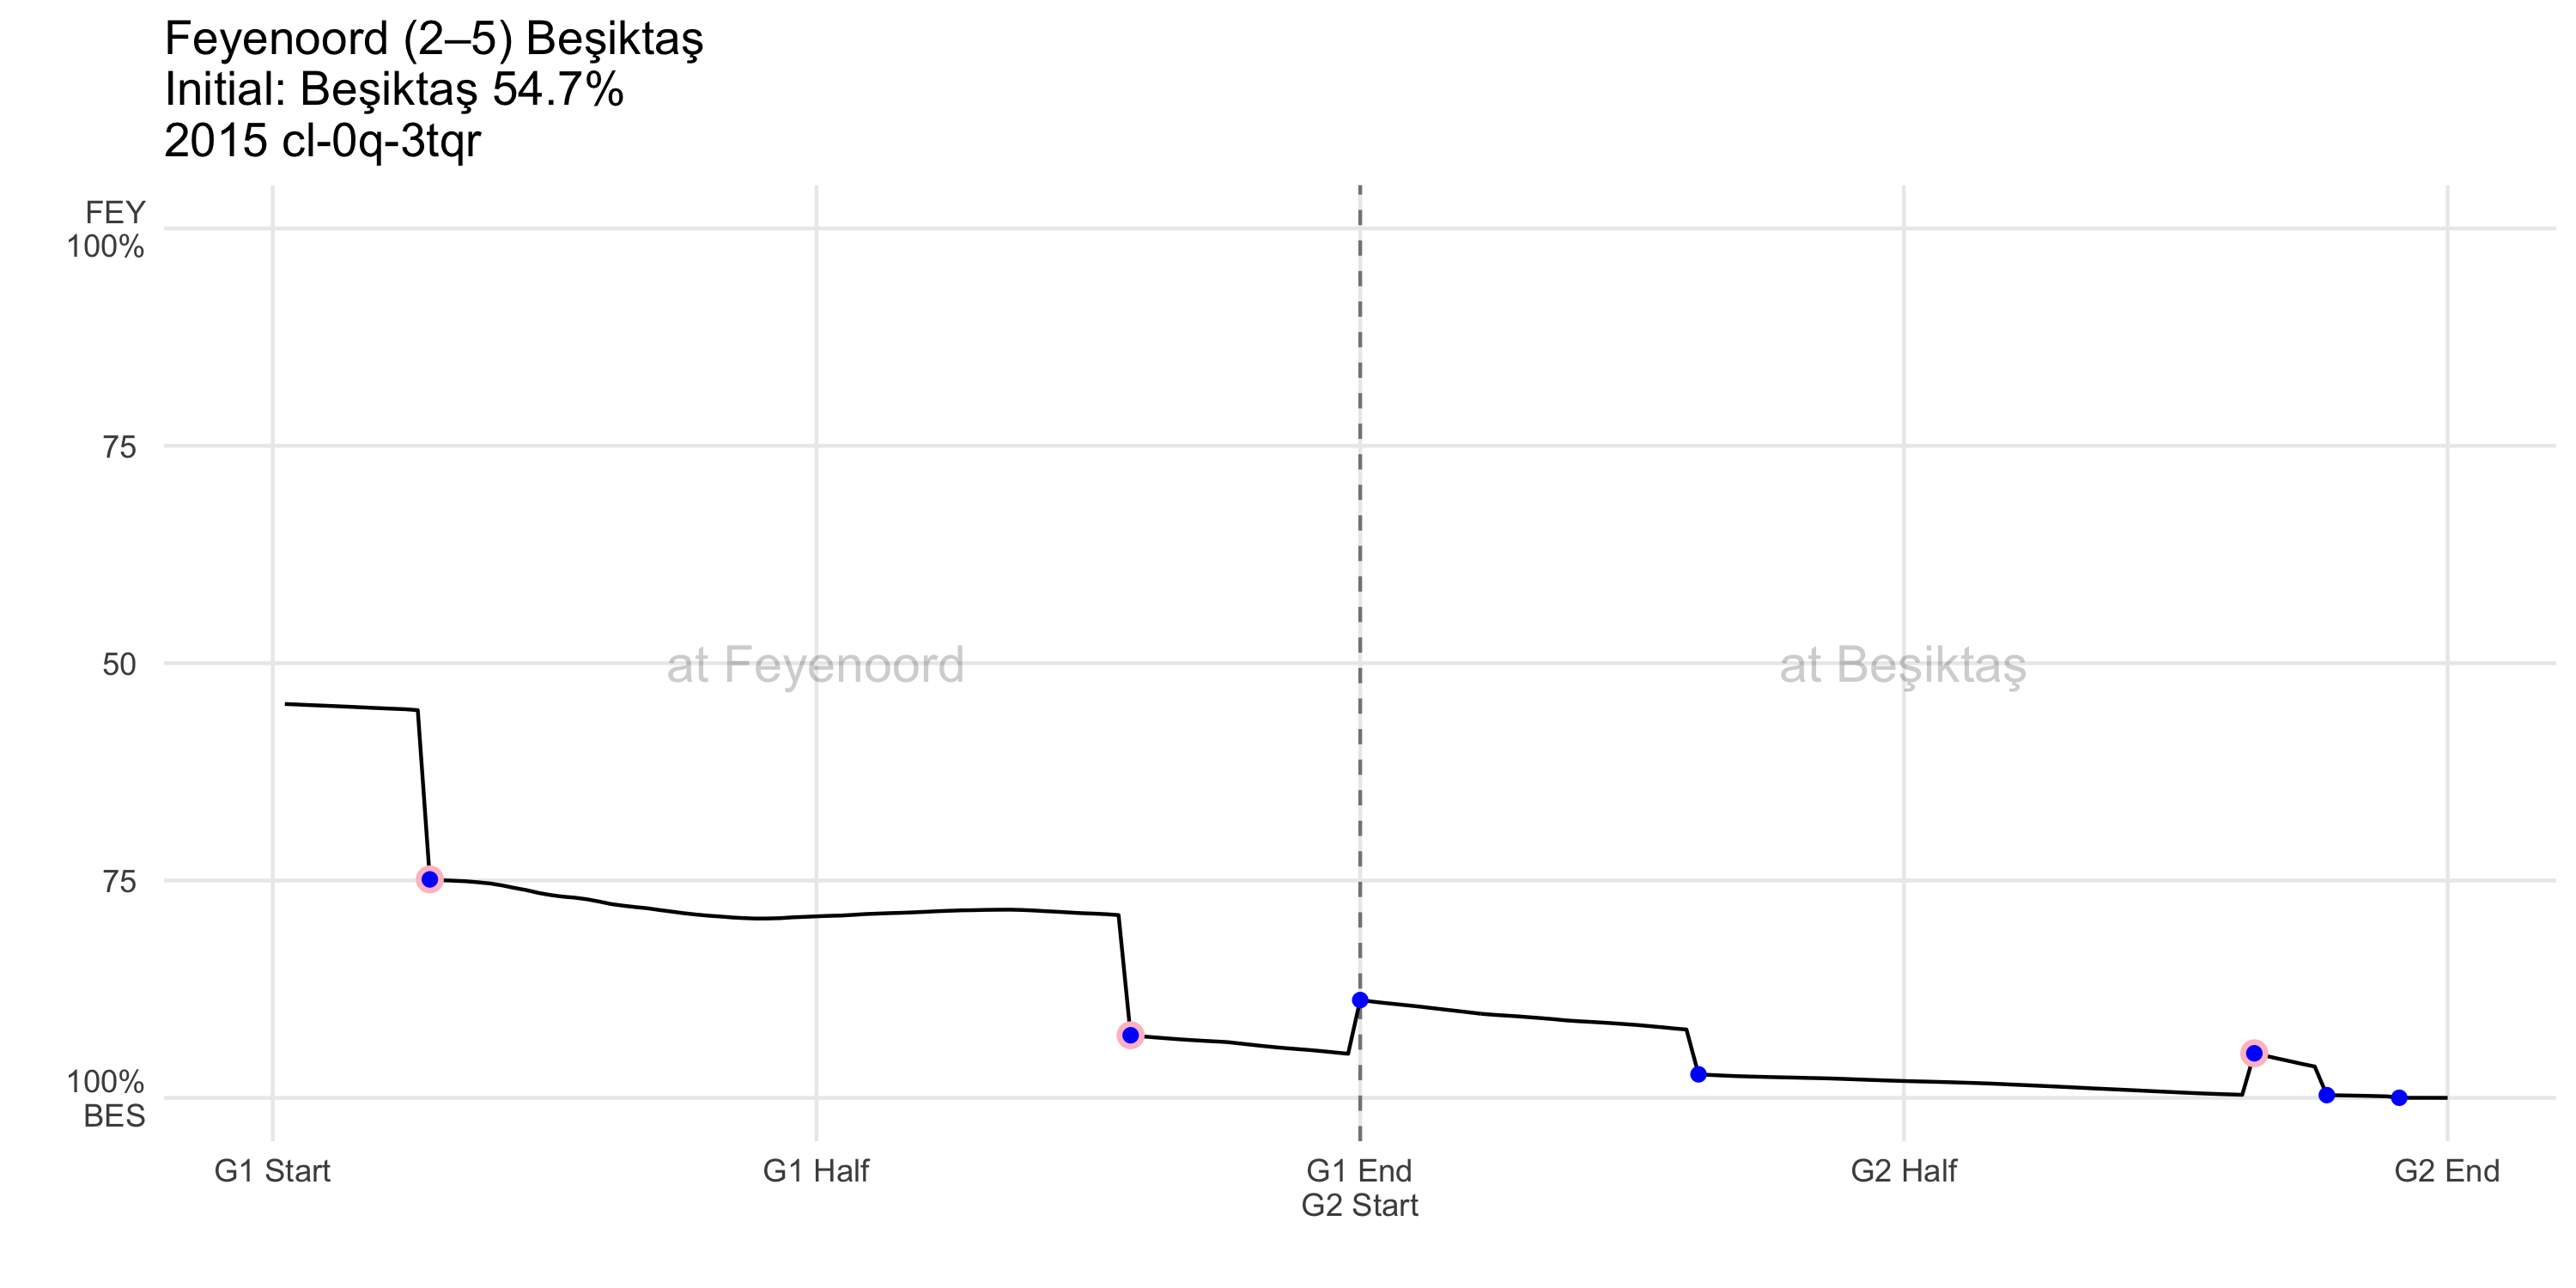 Feyenoord (2–5) Beşiktaş
Initial: Beşiktaş 54.7%
2015 cl-0q-3tqr
FEY
100%
75
50
75
100%
BES
at Feyenoord
at Beşiktaş
G1 Start
G1 Half
G1 End
G2 Start
G2 Half
G2 End